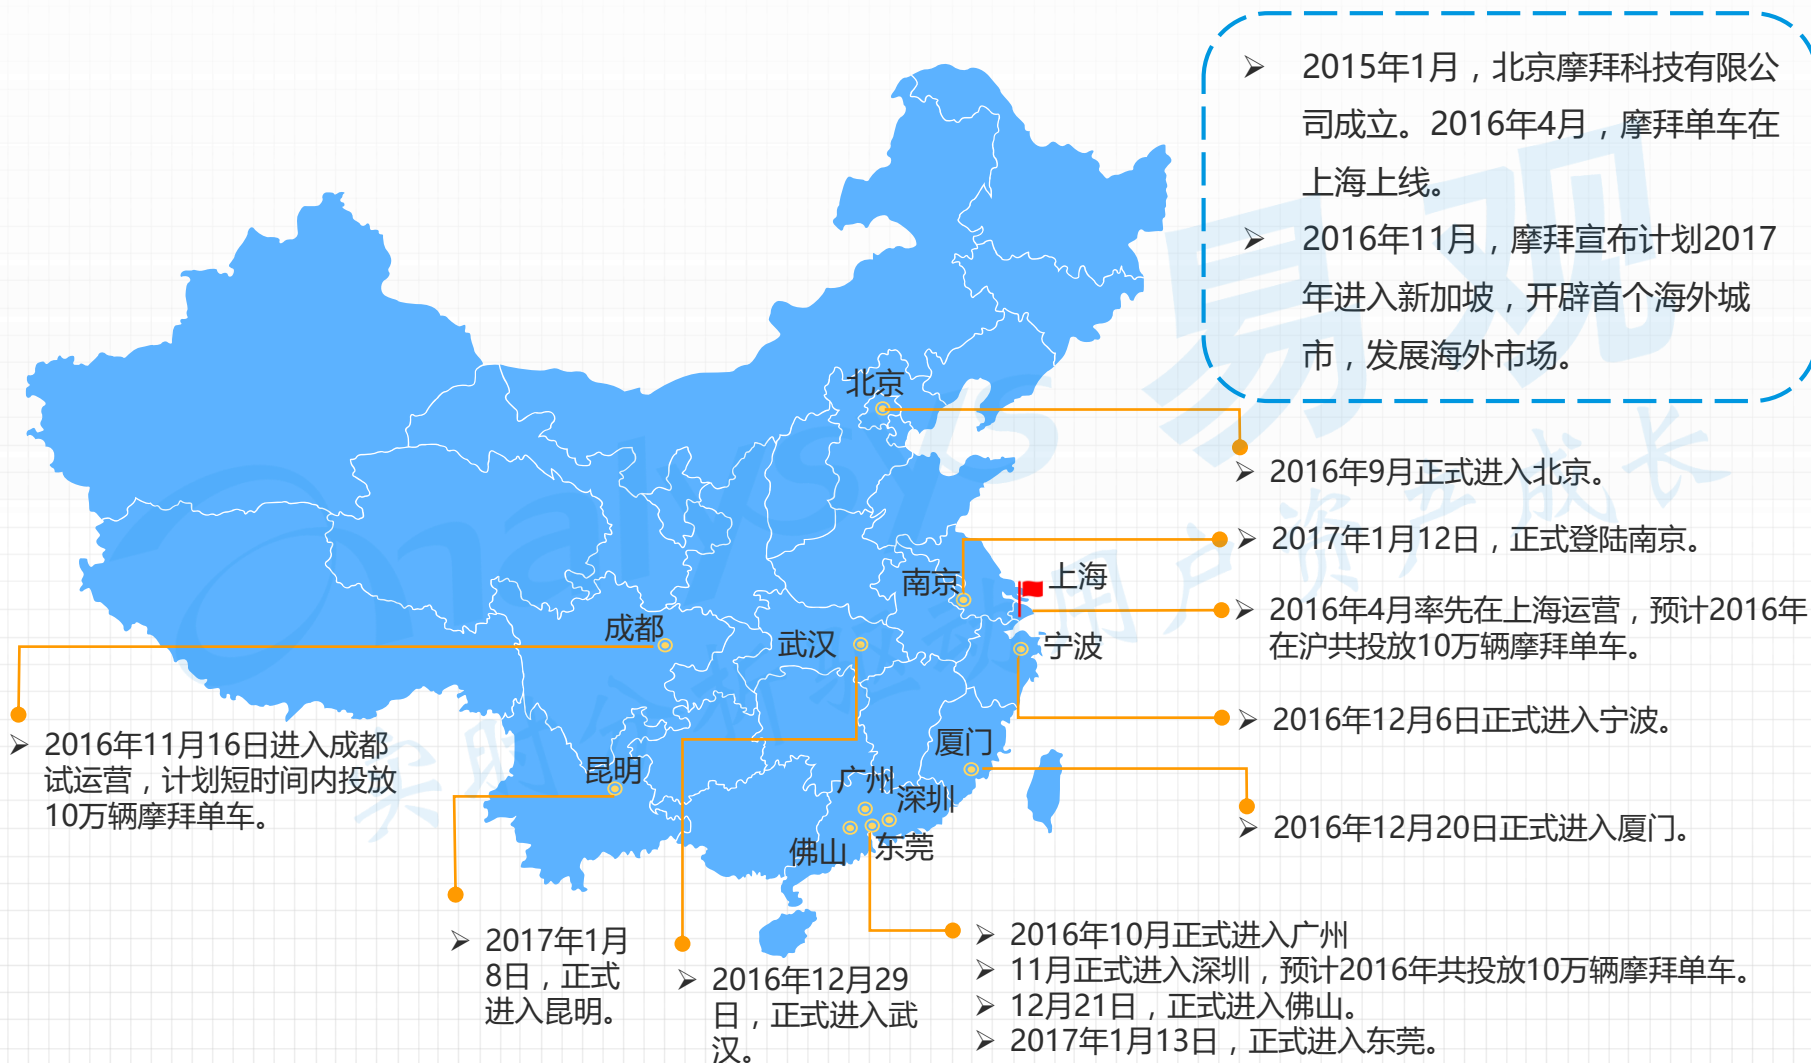 ➢ 2015年1月，北京摩拜科技有限公
司成立。2016年4月，摩拜单车在
上海上线。
➢ 2016年11月，摩拜宣布计划2017
年进入新加坡，开辟首个海外城
市，发展海外市场。
北京
➢ 2016年9月正式进入北京。
➢ 2017年1月12日，正式登陆南京。
南京
上海
➢ 2016年4月率先在上海运营，预计2016年
在沪共投放10万辆摩拜单车。
成都
武汉
宁波
➢ 2016年12月6日正式进入宁波。
➢ 2016年11月16日进入成都
试运营，计划短时间内投放
10万辆摩拜单车。
昆明
厦门
广州
深圳
佛山
东莞
➢ 2016年12月20日正式进入厦门。
➢ 2017年1月
8日，正式
进入昆明。
➢ 2016年12月29
日，正式进入武
汉。
➢ 2016年10月正式进入广州
➢ 11月正式进入深圳，预计2016年共投放10万辆摩拜单车。
➢ 12月21日，正式进入佛山。
➢ 2017年1月13日，正式进入东莞。
analysys 易观
实时分析驱动用户资产成长